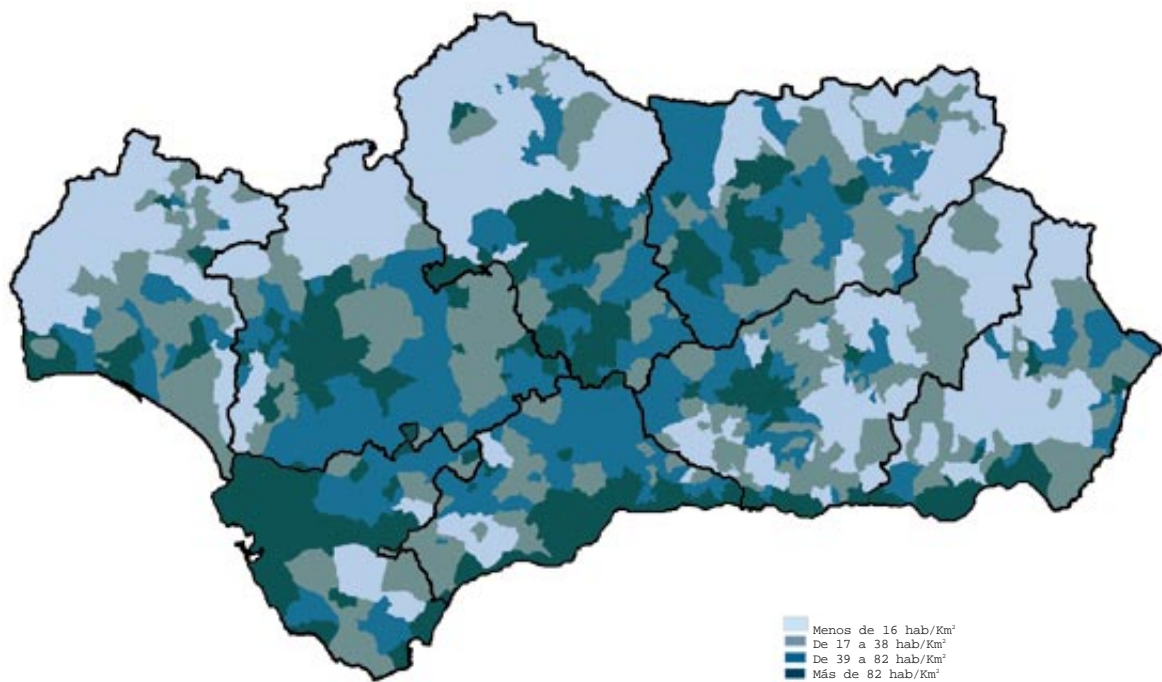 Menos de 16 hab/Km²
De 17 a 38 hab/Km²
De 39 a 82 hab/Km²
Más de 82 hab/Km²